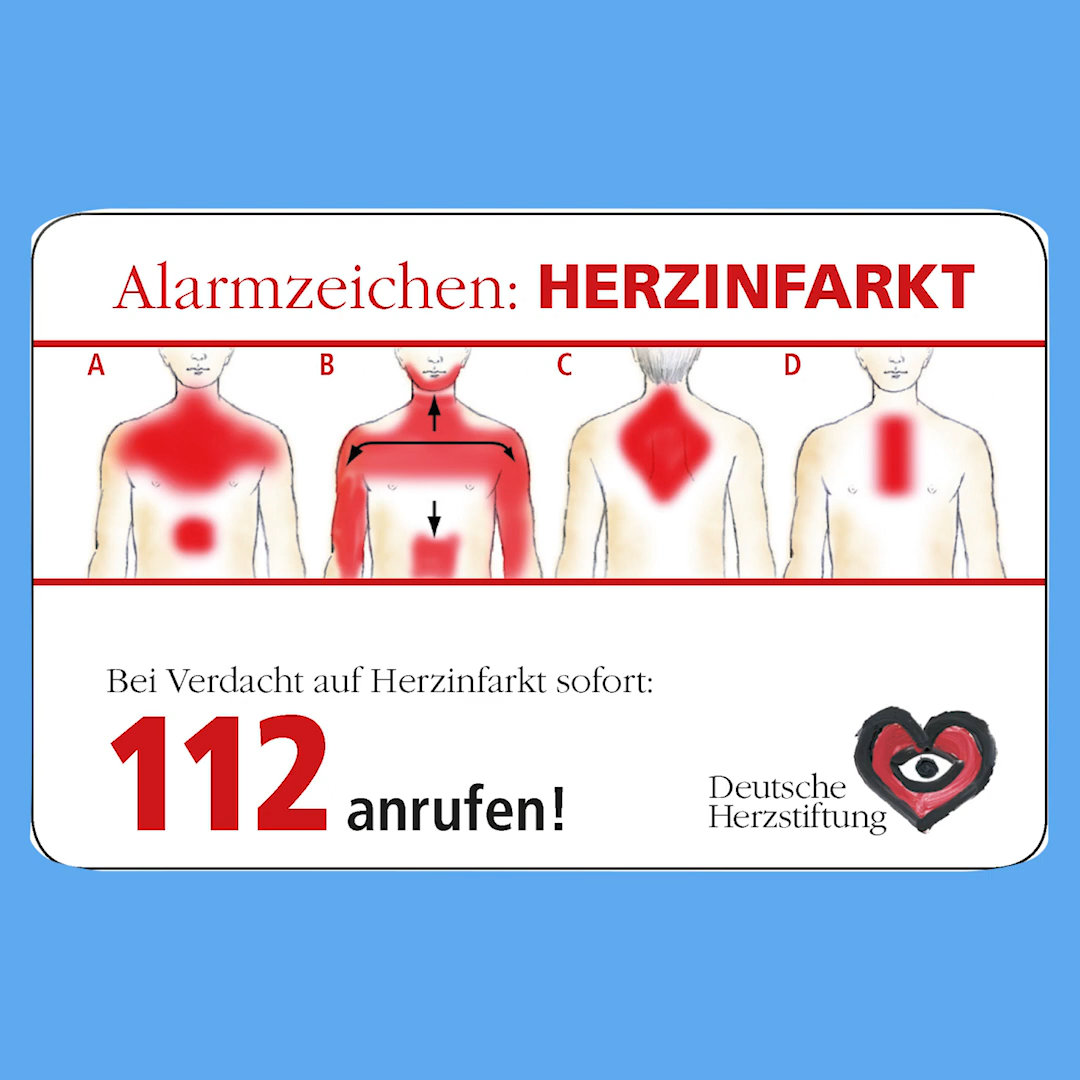 Alarmzeichen: HERZINFARKT
A B C D
Bei Verdacht auf Herzinfarkt sofort:
112 anrufen!
Deutsche
Herzstiftung